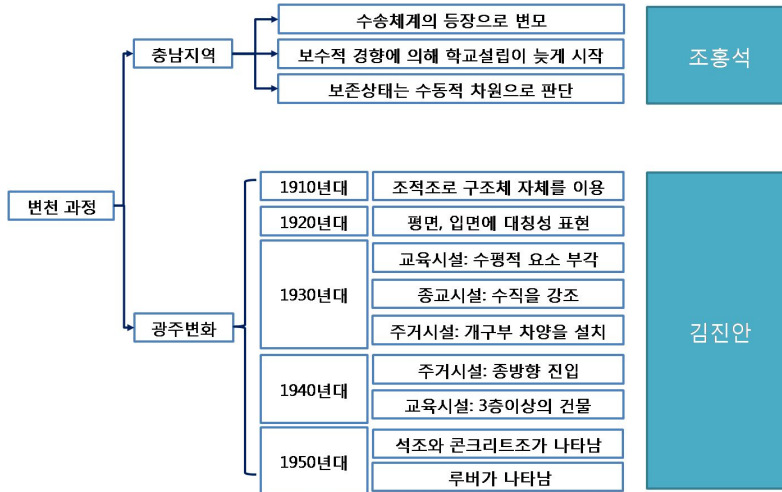 변천 과정
충남지역
수송체계의 등장으로 변모
보수적 경향에 의해 학교설립이 늦게 시작
보존상태는 수동적 차원으로 판단
조홍석
광주변화
1910년대
조적조로 구조체 자체를 이용
1920년대
평면, 입면에 대칭성 표현
1930년대
교육시설: 수평적 요소 부각
종교시설: 수직을 강조
주거시설: 개구부 차양을 설치
1940년대
주거시설: 종방향 진입
교육시설: 3층이상의 건물
1950년대
석조와 콘크리트조가 나타남
루버가 나타남
김진안